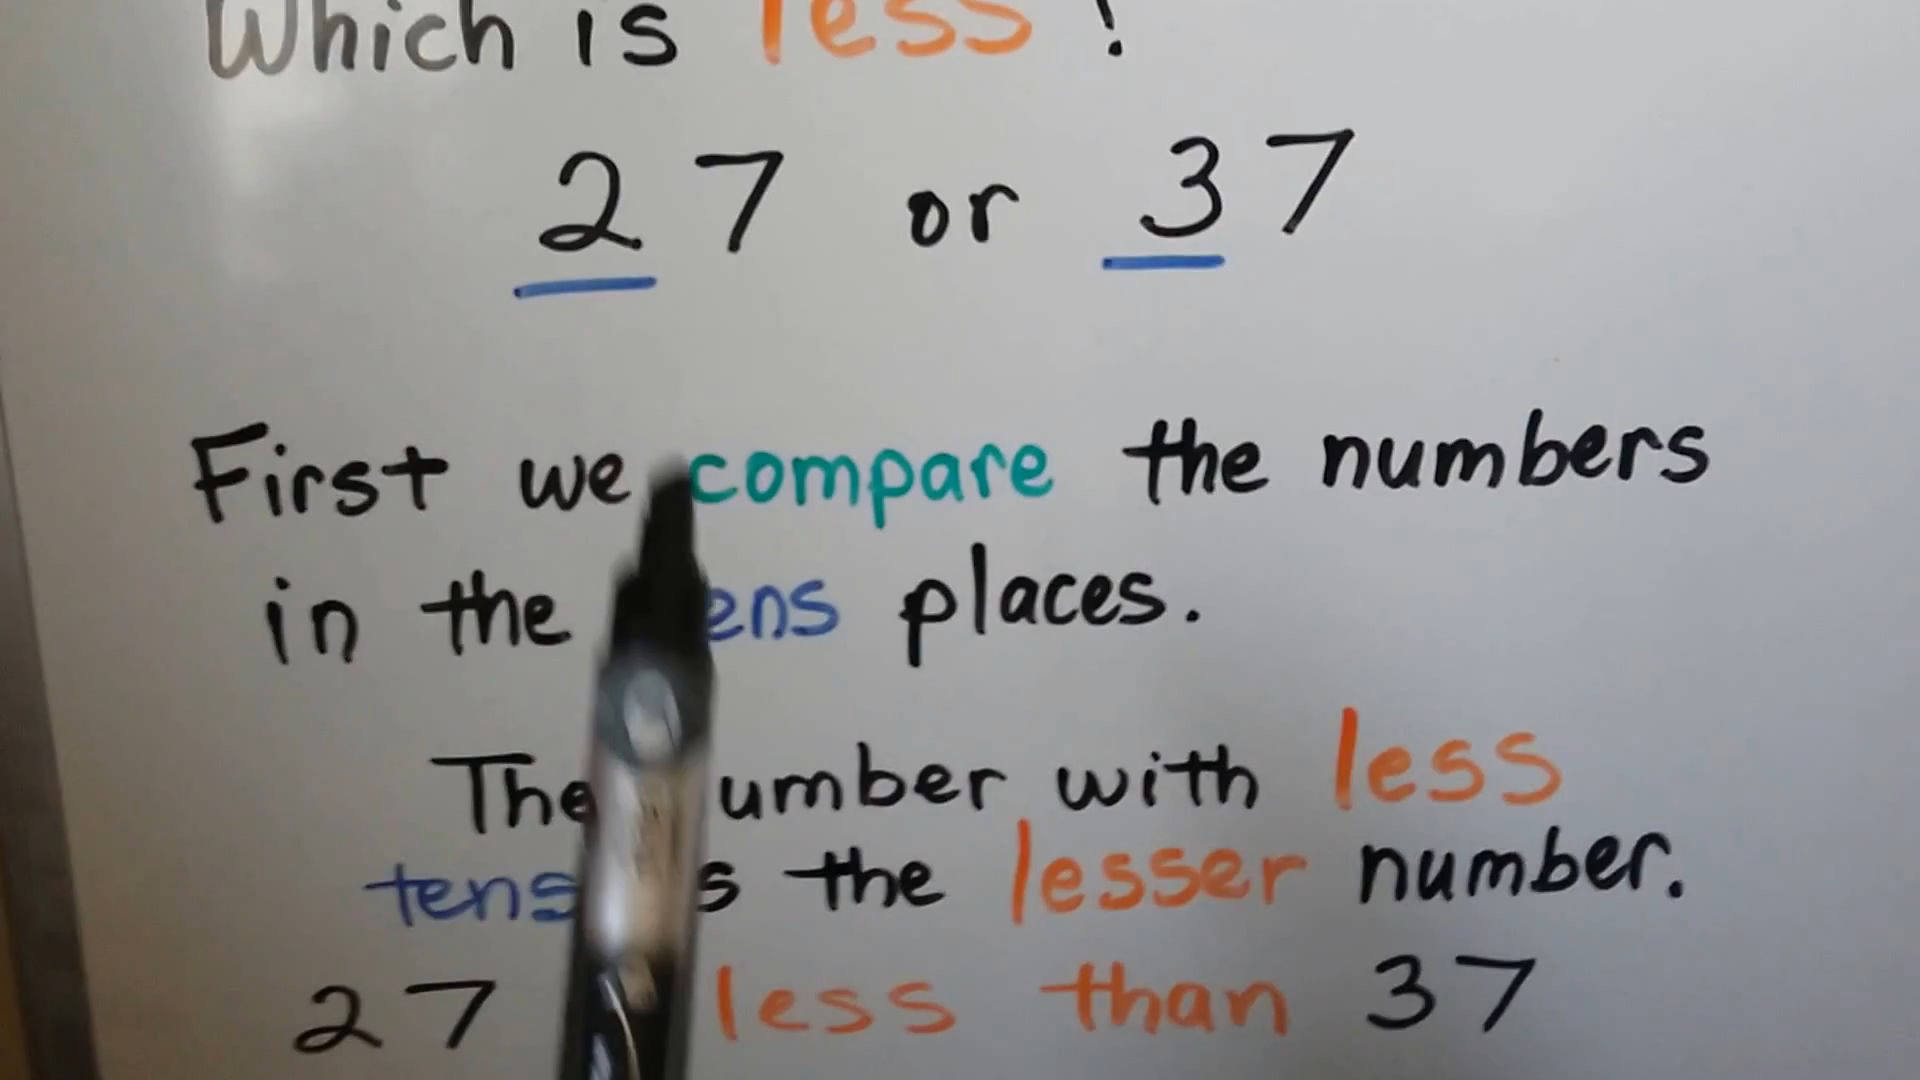 Which is less?
27 or 37
First we compare the numbers
in the ens places.
The umber with less
tens s the lesser number.
27 less than 37